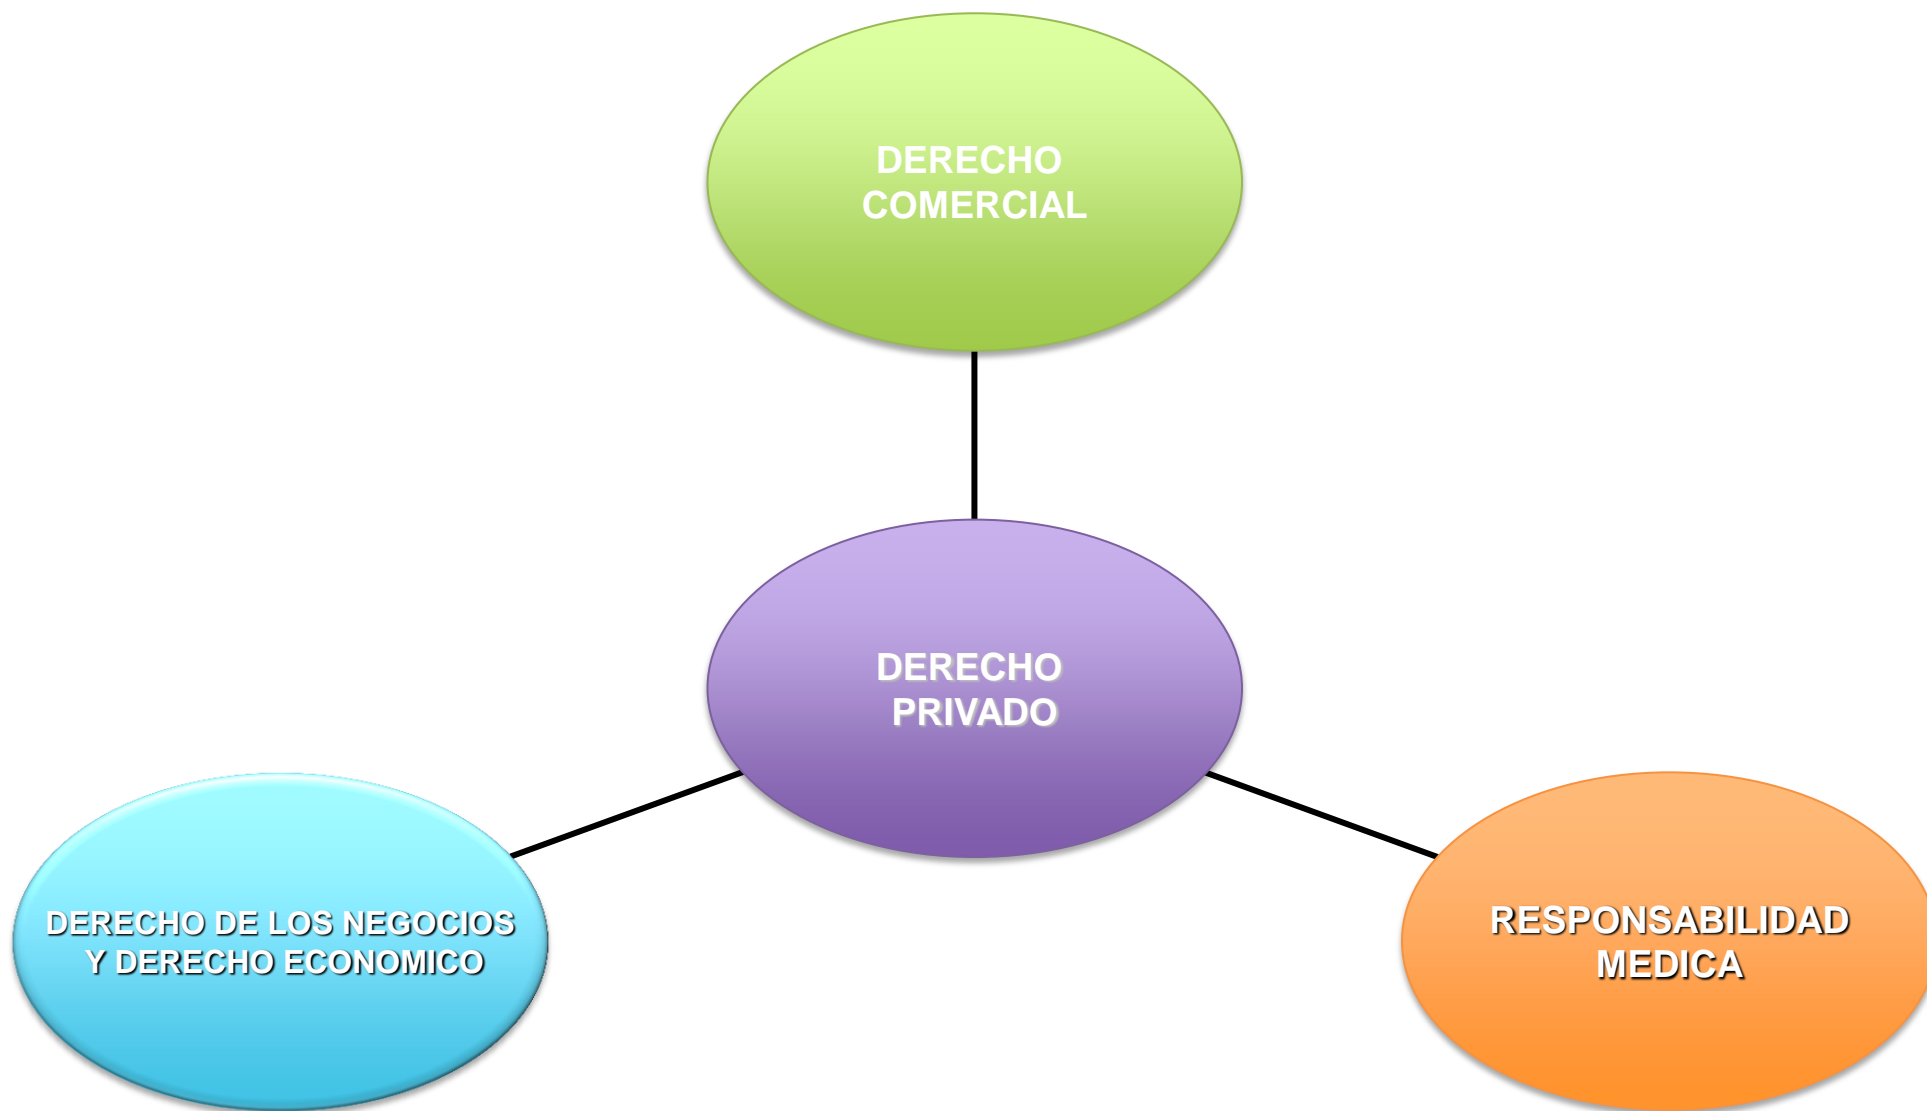 DERECHO
COMERCIAL
DERECHO
PRIVADO
DERECHO DE LOS NEGOCIOS
Y DERECHO ECONOMICO
RESPONSABILIDAD
MEDICA